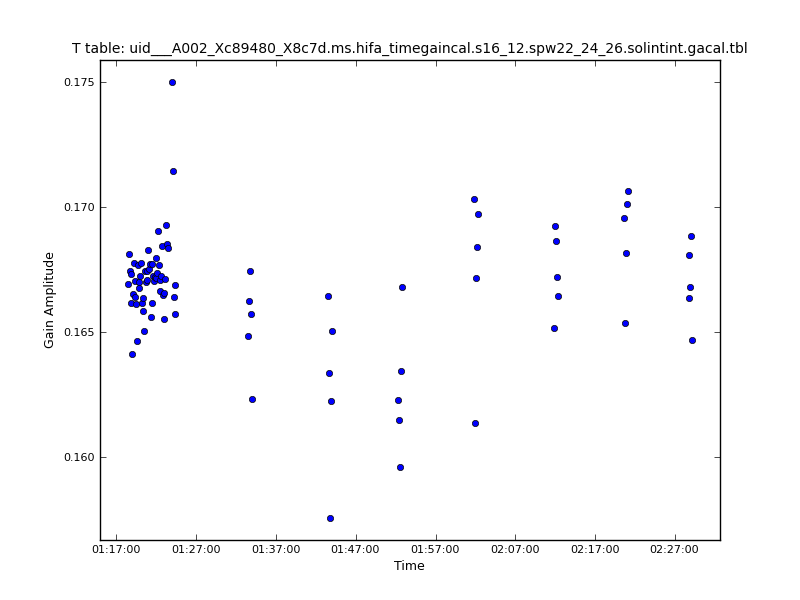 T table: uid___A002_Xc89480_X8c7d.ms.hifa_timegaincal.s16_12.spw22_24_26.solintint.gacal.tbl
0.175
0.170
0.165
0.160
Gain Amplitude
01:17:00 01:27:00 01:37:00 01:47:00 01:57:00 02:07:00 02:17:00 02:27:00
Time